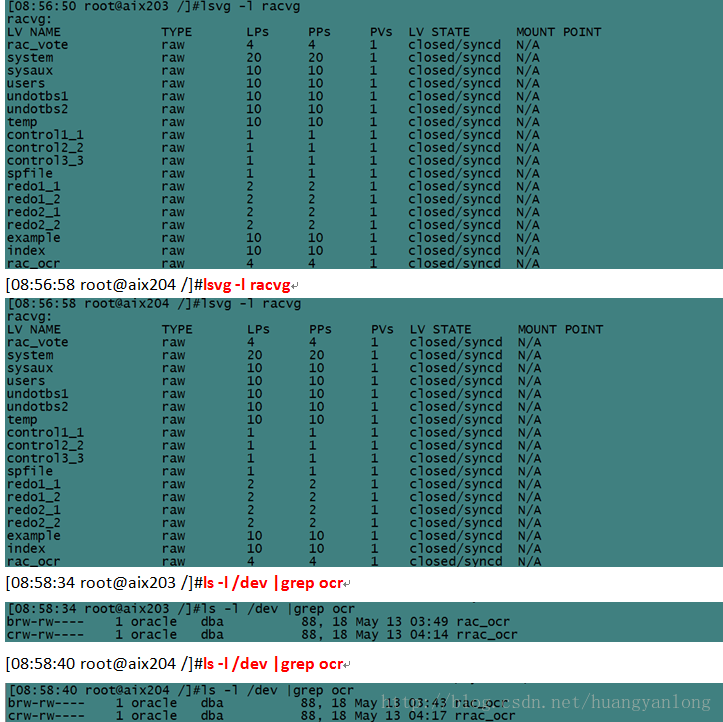 [08:56:50 root@aix203 /]#lsvg -l racvg
racvg:
LV NAME TYPE LPs PPs PVs LV STATE MOUNT POINT
rac_vote raw 4 4 1 closed/syncd N/A
system raw 20 20 1 closed/syncd N/A
sysaux raw 10 10 1 closed/syncd N/A
users raw 10 10 1 closed/syncd N/A
undotbs1 raw 10 10 1 closed/syncd N/A
undotbs2 raw 10 10 1 closed/syncd N/A
temp raw 10 10 1 closed/syncd N/A
control1_1 raw 1 1 1 closed/syncd N/A
control2_2 raw 1 1 1 closed/syncd N/A
control3_3 raw 1 1 1 closed/syncd N/A
spfile raw 1 1 1 closed/syncd N/A
redo1_1 raw 2 2 1 closed/syncd N/A
redo1_2 raw 2 2 1 closed/syncd N/A
redo2_1 raw 2 2 1 closed/syncd N/A
redo2_2 raw 2 2 1 closed/syncd N/A
example raw 10 10 1 closed/syncd N/A
index raw 10 10 1 closed/syncd N/A
rac_ocr raw 4 4 1 closed/syncd N/A
[08:56:58 root@aix204 /]#lsvg -l racvg
[08:56:58 root@aix204 /]#lsvg -l racvg
racvg:
LV NAME TYPE LPs PPs PVs LV STATE MOUNT POINT
rac_vote raw 4 4 1 closed/syncd N/A
system raw 20 20 1 closed/syncd N/A
sysaux raw 10 10 1 closed/syncd N/A
users raw 10 10 1 closed/syncd N/A
undotbs1 raw 10 10 1 closed/syncd N/A
undotbs2 raw 10 10 1 closed/syncd N/A
temp raw 10 10 1 closed/syncd N/A
control1_1 raw 1 1 1 closed/syncd N/A
control2_2 raw 1 1 1 closed/syncd N/A
control3_3 raw 1 1 1 closed/syncd N/A
spfile raw 1 1 1 closed/syncd N/A
redo1_1 raw 2 2 1 closed/syncd N/A
redo1_2 raw 2 2 1 closed/syncd N/A
redo2_1 raw 2 2 1 closed/syncd N/A
redo2_2 raw 2 2 1 closed/syncd N/A
example raw 10 10 1 closed/syncd N/A
index raw 10 10 1 closed/syncd N/A
rac_ocr raw 4 4 1 closed/syncd N/A
[08:58:34 root@aix203 /]#ls -l /dev |grep ocr
[08:58:34 root@aix203 /]#ls -l /dev |grep ocr
brw-rw---- 1 oracle dba 88, 18 May 13 03:49 rac_ocr
crw-rw---- 1 oracle dba 88, 18 May 13 04:14 rrac_ocr
[08:58:40 root@aix204 /]#ls -l /dev |grep ocr
[08:58:40 root@aix204 /]#ls -l /dev |grep ocr
brw-rw---- 1 oracle dba 88, 18 May 13 03:43 rac_ocr
crw-rw---- 1 oracle dba 88, 18 May 13 04:17 rrac_ocr
http://blog.csdn.net/huangyanlong